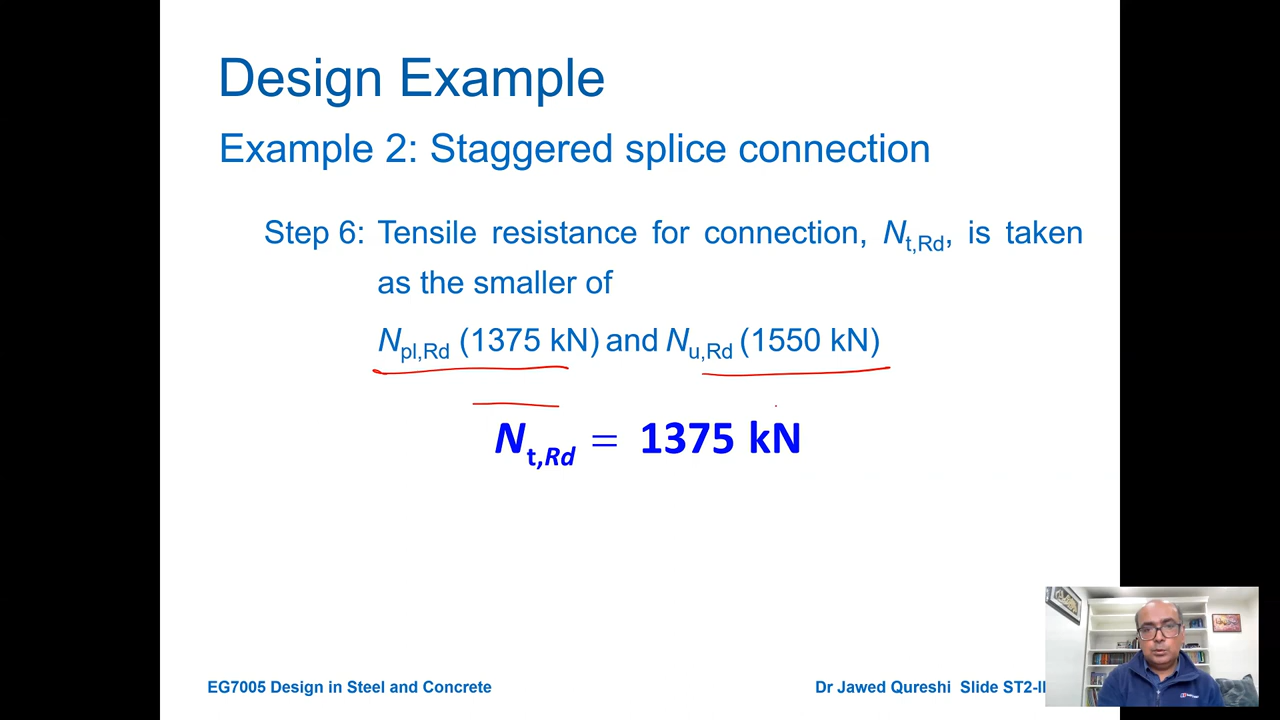 Design Example
Example 2: Staggered splice connection
Step 6: Tensile resistance for connection, Nt,Rd, is taken
as the smaller of
Npl,Rd (1375 kN) and Nu,Rd (1550 kN)
Nt,Rd = 1375 kN
EG7005 Design in Steel and Concrete
Dr Jawed Qureshi Slide ST2-II